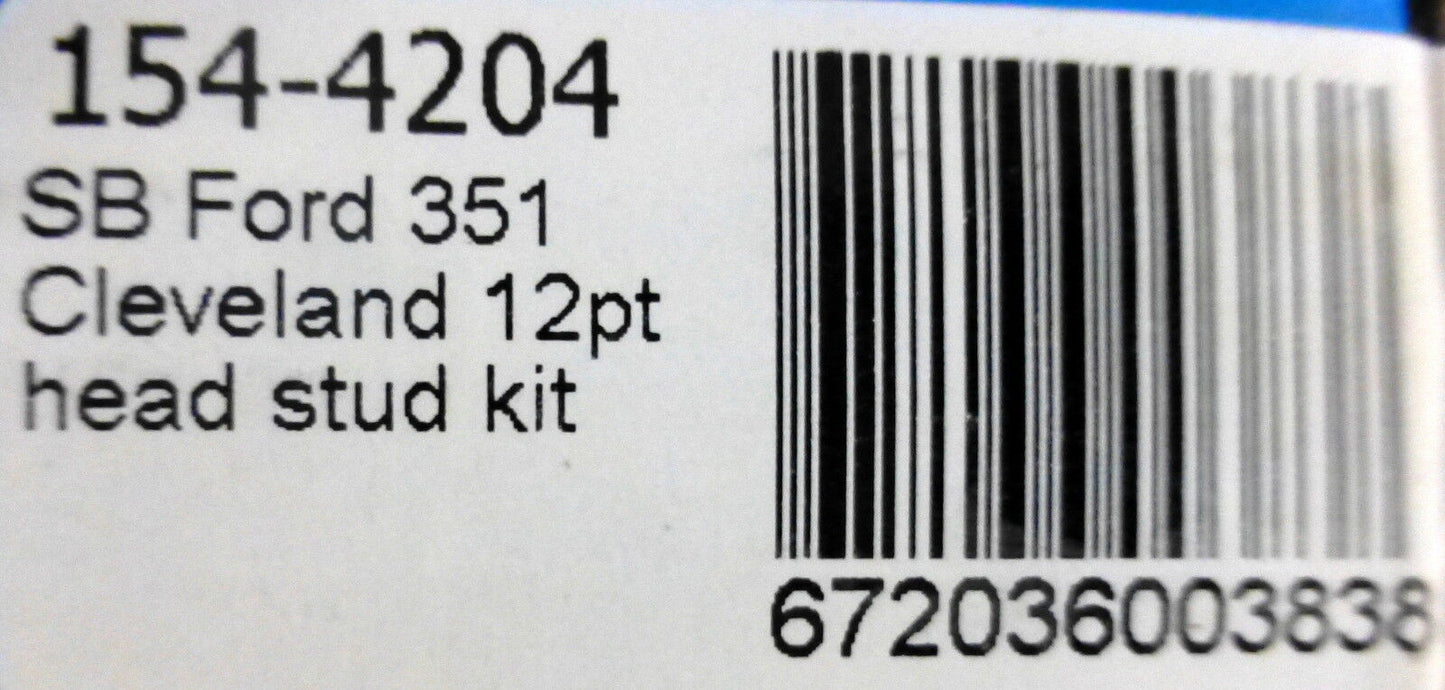 154-4204
SB Ford 351
Cleveland 12pt
head stud kit
672036003838